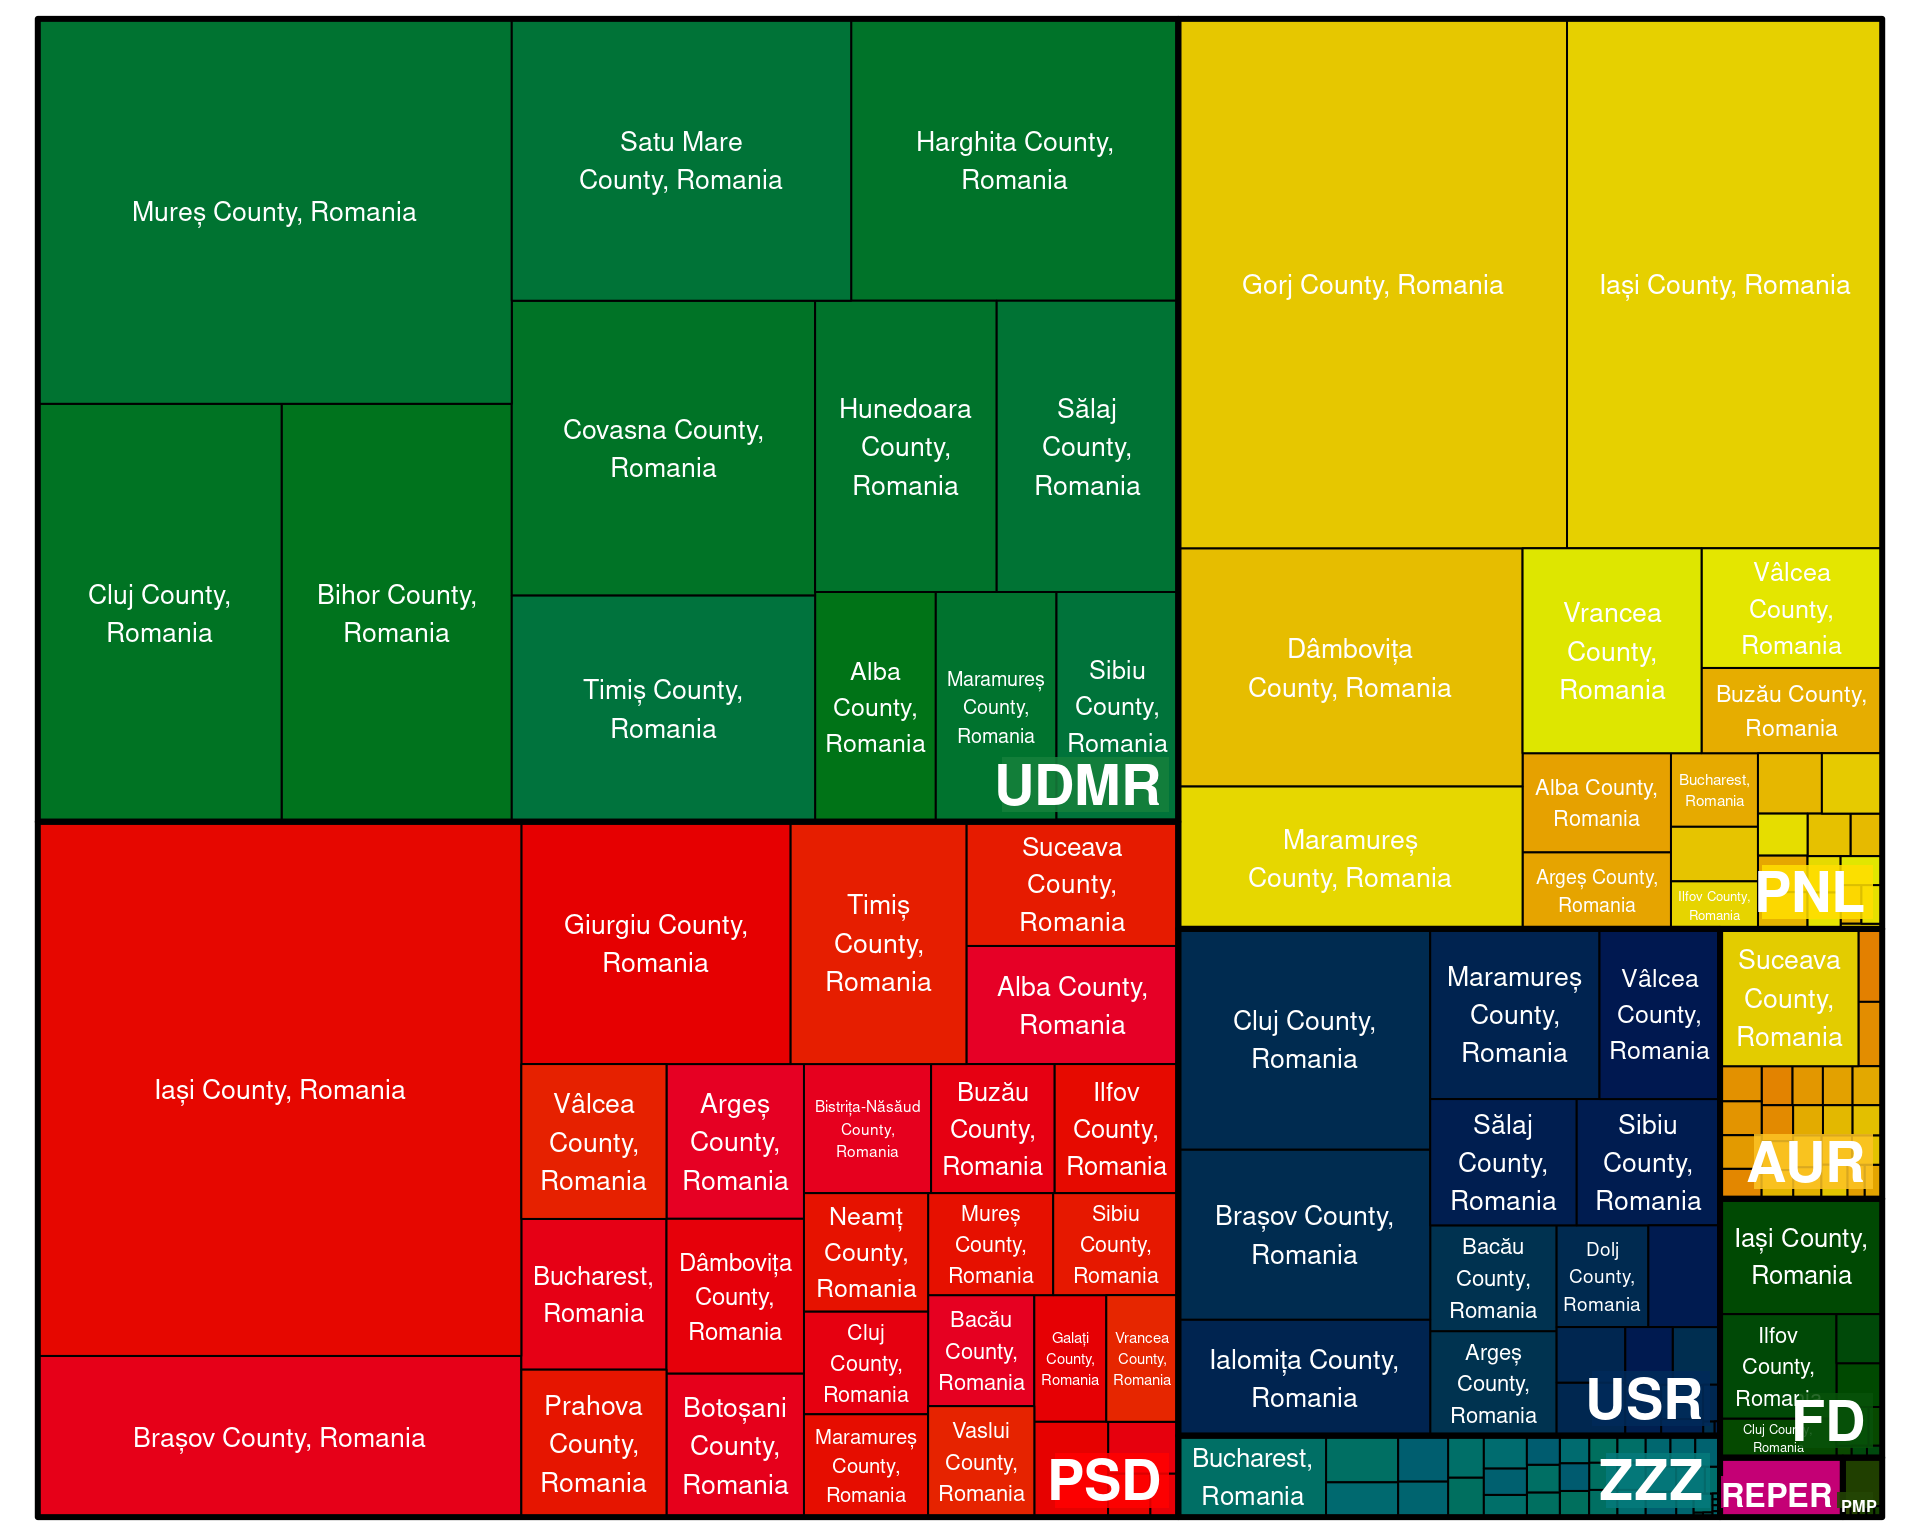 Mureș County, Romania
Satu Mare
County, Romania
Harghita County,
Romania
Cluj County,
Romania
Bihor County,
Romania
Covasna County,
Romania
Hunedoara
County,
Romania
Sălaj
County,
Romania
Timiș County,
Romania
Alba
County,
Romania
Maramureș
County,
Romania
Sibiu
County,
Romania
UDMR
Gorj County, Romania
Iași County, Romania
Dâmbovița
County, Romania
Vrancea
County,
Romania
Vâlcea
County,
Romania
Buzău County,
Romania
Maramureș
County, Romania
Alba County,
Romania
Bucharest,
Romania
Argeș County,
Romania
Ilfov County,
Romania
PNL
Iași County, Romania
Brașov County, Romania
Giurgiu County,
Romania
Timiș
County,
Romania
Suceava
County,
Romania
Alba County,
Romania
Vâlcea
County,
Romania
Argeș
County,
Romania
Bistrița-Năsăud
County,
Romania
Buzău
County,
Romania
Ilfov
County,
Romania
Bucharest,
Romania
Dâmbovița
County,
Romania
Neamț
County,
Romania
Mureș
County,
Romania
Sibiu
County,
Romania
Prahova
County,
Romania
Botoșani
County,
Romania
Cluj
County,
Romania
Bacău
County,
Romania
Galați
County,
Romania
Vrancea
County,
Romania
Maramureș
County,
Romania
Vaslui
County,
Romania
PSD
Cluj County,
Romania
Maramureș
County,
Romania
Vâlcea
County,
Romania
Brașov County,
Romania
Sălaj
County,
Romania
Sibiu
County,
Romania
Ialomița County,
Romania
Bacău
County,
Romania
Dolj
County,
Romania
Argeș
County,
Romania
USR
Suceava
County,
Romania
AUR
Iași County,
Romania
Ilfov
County,
Romania
Cluj County,
Romania
FD
Bucharest,
Romania
ZZZ
REPER
PMP